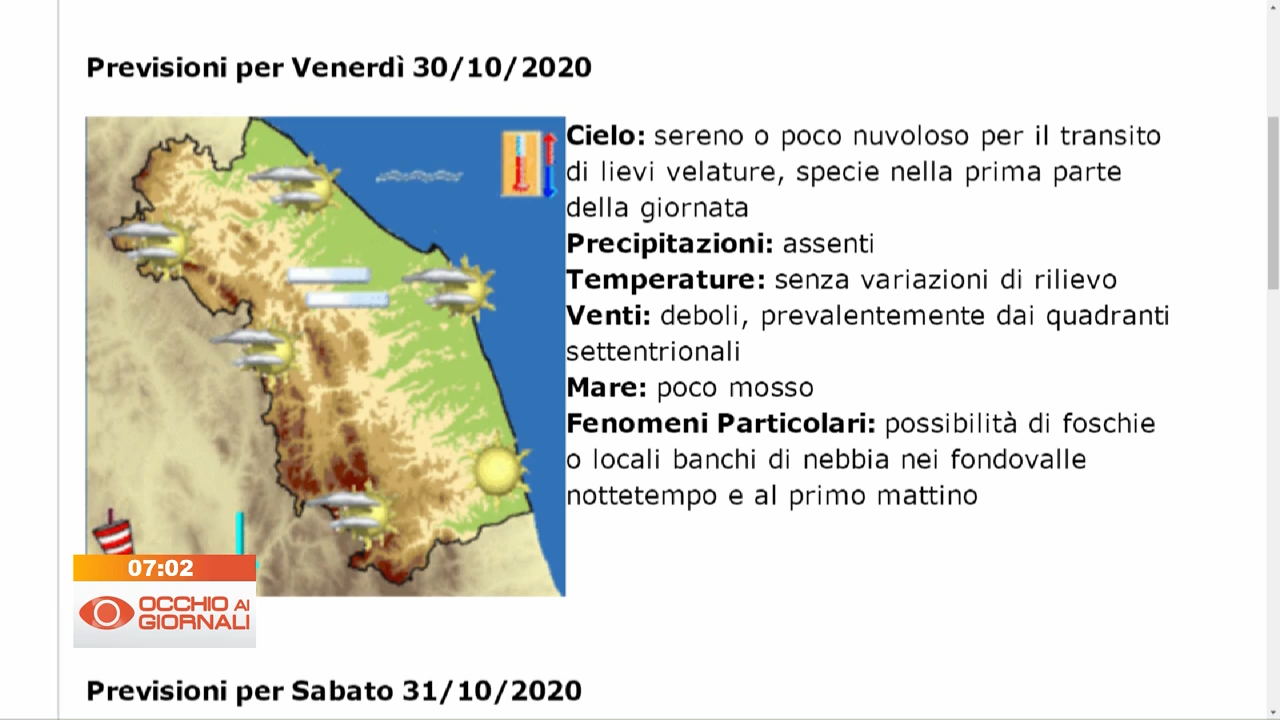 Previsioni per Venerdì 30/10/2020
Cielo: sereno o poco nuvoloso per il transito
di lievi velature, specie nella prima parte
della giornata
Precipitazioni: assenti
Temperature: senza variazioni di rilievo
Venti: deboli, prevalentemente dai quadranti
settentrionali
Mare: poco mosso
Fenomeni Particolari: possibilità di foschie
o locali banchi di nebbia nei fondovalle
nottetempo e al primo mattino
07:02
OCCHIO AI
GIORNALI
Previsioni per Sabato 31/10/2020